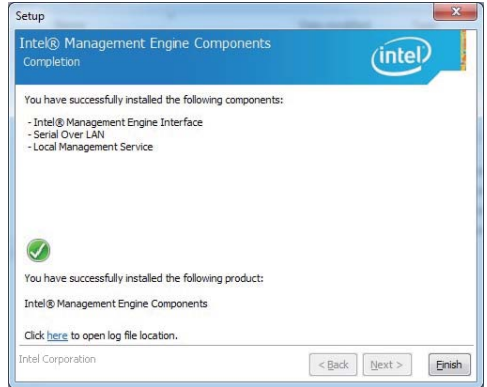 Setup
Intel® Management Engine Components
Completion
intel
You have successfully installed the following components:
- Intel® Management Engine Interface
- Serial Over LAN
- Local Management Service
You have successfully installed the following product:
Intel® Management Engine Components
Click here to open log file location.
Intel Corporation
< Back
Next >
Finish